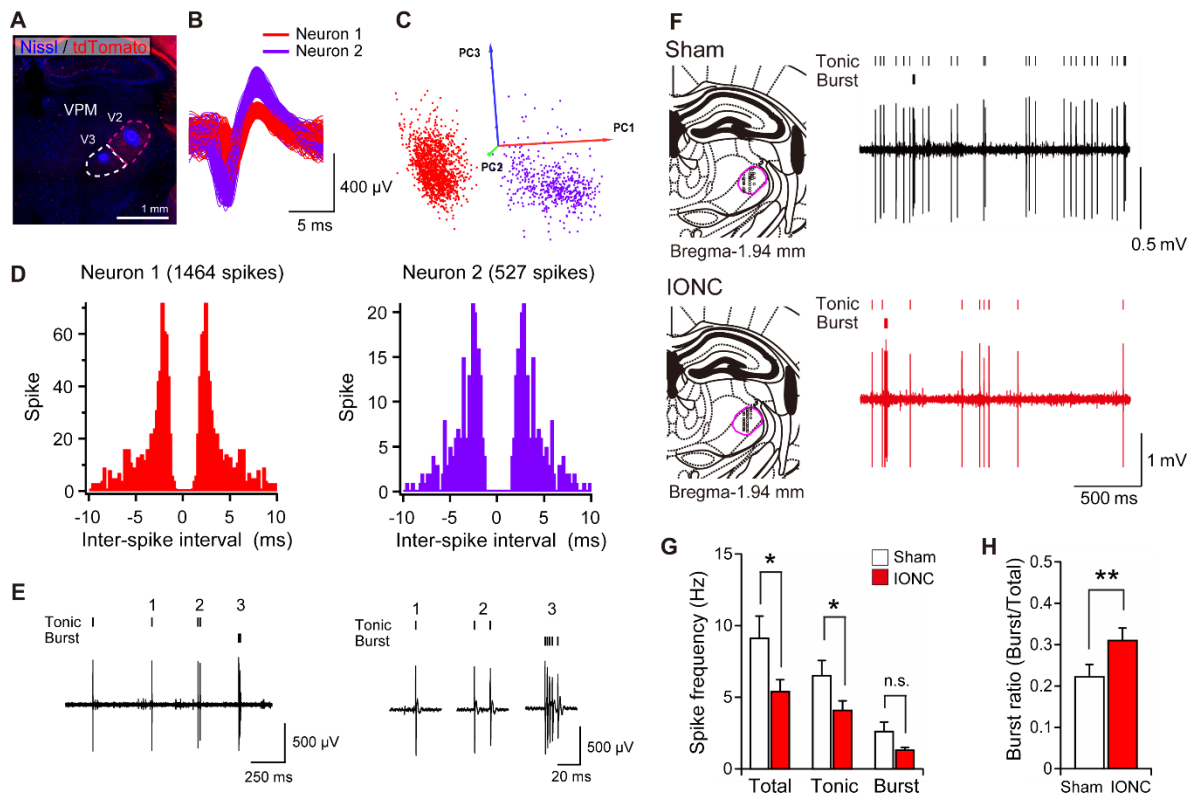 A
Nissl / tdTomato
VPM
V2
V3
1 mm
B
Neuron 1
Neuron 2
400 µV
5 ms
C
PC3
PC1
PC2
D
Neuron 1 (1464 spikes)
Spike
60
40
20
0
-10 -5 0 5 10
Inter-spike interval (ms)
Neuron 2 (527 spikes)
Spike
20
15
10
5
0
-10 -5 0 5 10
Inter-spike interval (ms)
E
1 2 3
Tonic
Burst
500 µV
250 ms
1 2 3
Tonic
Burst
500 µV
20 ms
F
Sham
Bregma-1.94 mm
Tonic
Burst
0.5 mV
IONC
Bregma-1.94 mm
Tonic
Burst
1 mV
500 ms
G
Spike frequency (Hz)
15
10
5
0
* * n.s.
Sham
IONC
Total Tonic Burst
H
Burst ratio (Burst/Total)
0.5
0.4
0.3
0.2
0.1
0
**
Sham IONC